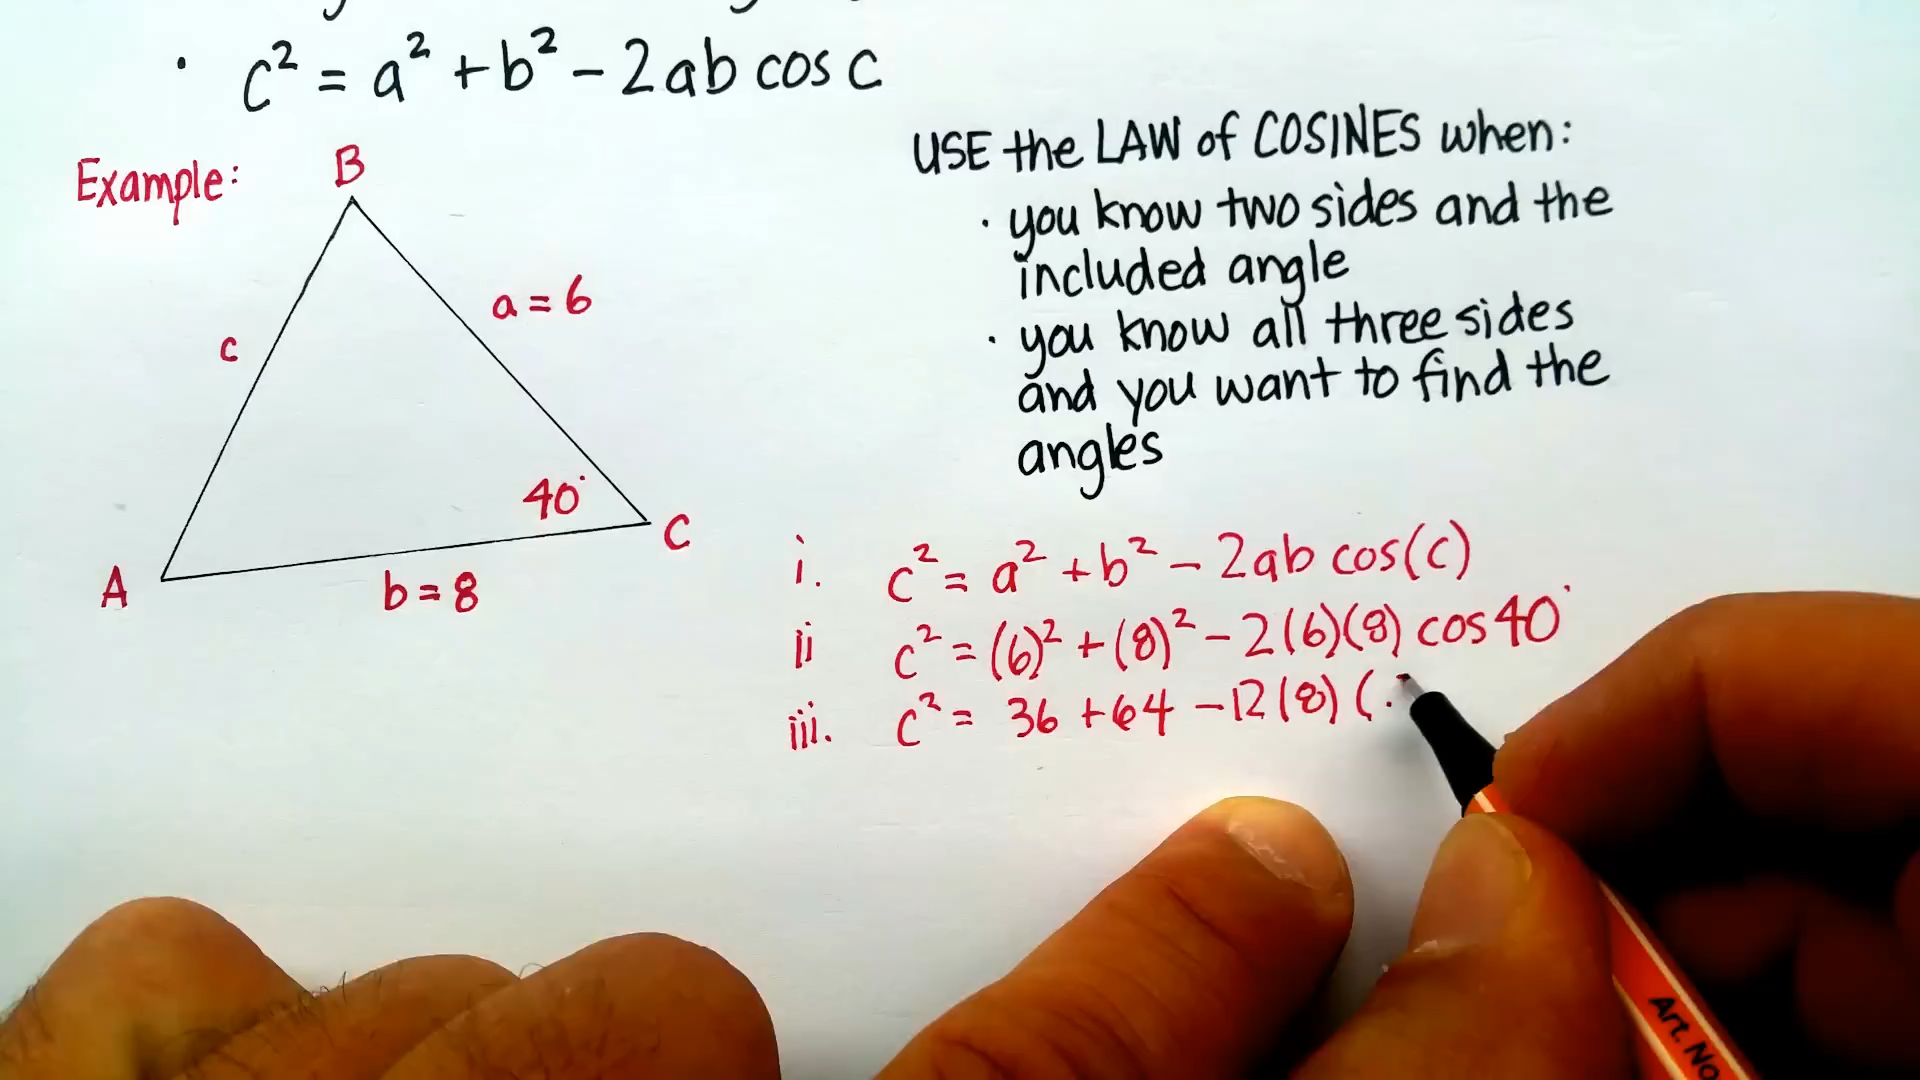 · c² = a² + b² - 2ab cos c
Example:
B
a = 6
c
40°
C
A
b = 8
USE the LAW of COSINES when:
· you know two sides and the
included angle
· you know all three sides
and you want to find the
angles
i. c² = a² + b² - 2ab cos(c)
ii c² = (6)² + (8)² - 2(6)(8) cos 40°
iii. c² = 36 + 64 - 12(8)(.
Art. No